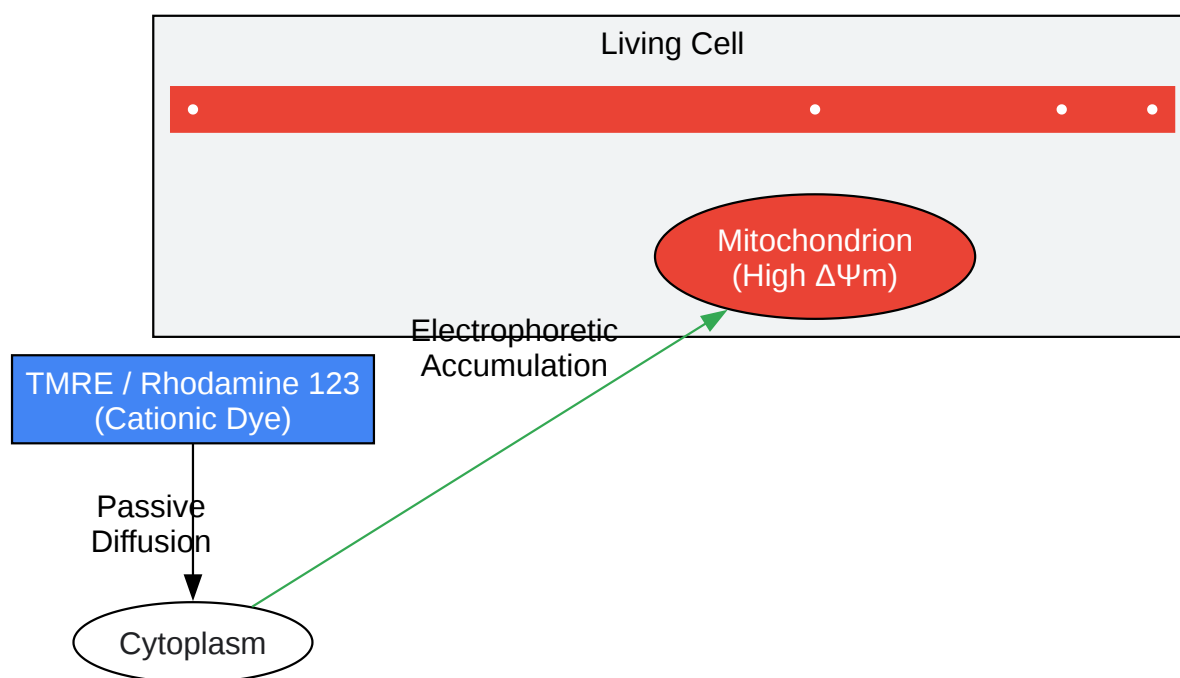 Living Cell
Mitochondrion
(High ΔΨm)
Electrophoretic
Accumulation
TMRE / Rhodamine 123
(Cationic Dye)
Passive
Diffusion
Cytoplasm